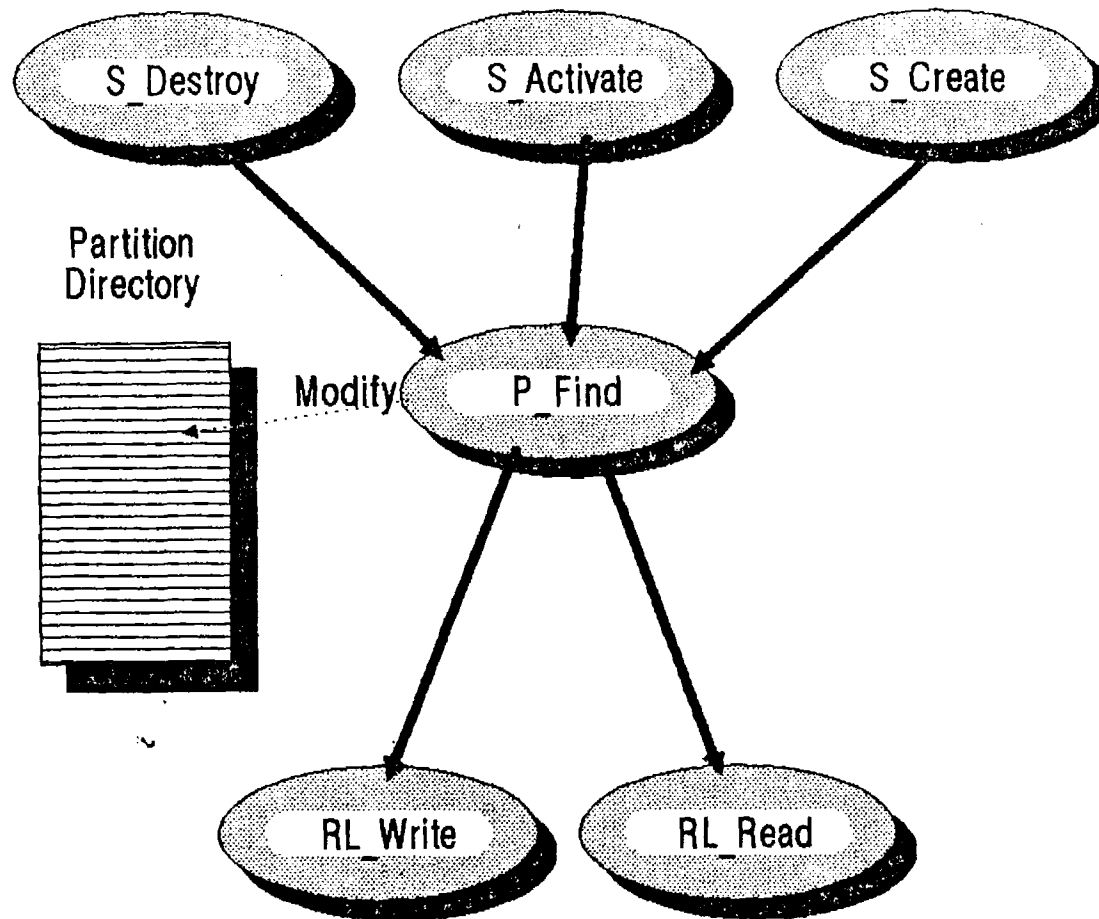 S_Destroy
S_Activate
S_Create
Partition
Directory
Modify
P_Find
RL_Write
RL_Read